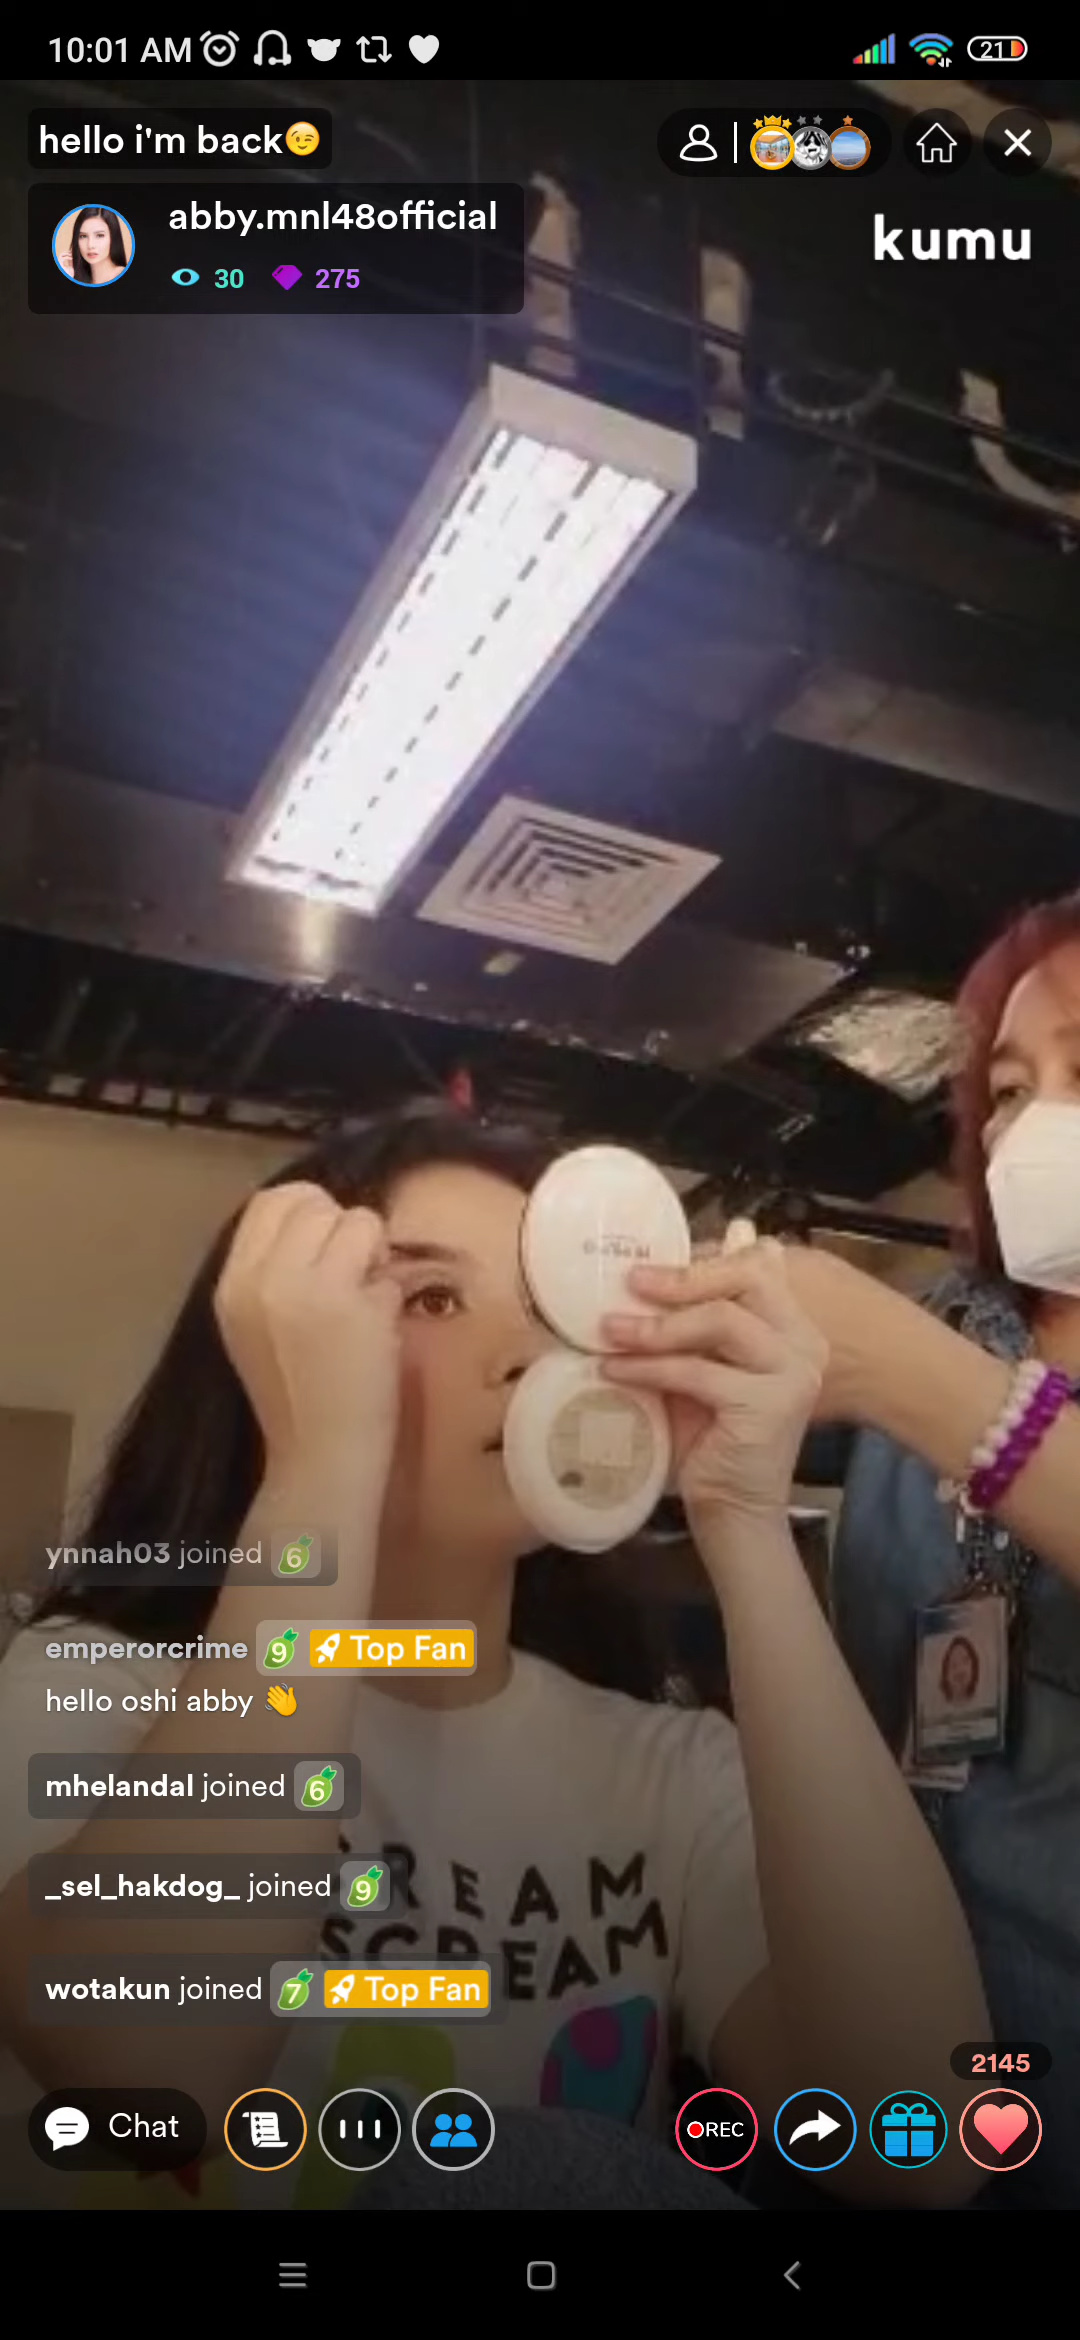 10:01 AM
21
hello i'm back😉
abby.mnl48official
30 275
kumu
ynnah03 joined 6
emperorcrime 9 Top Fan
hello oshi abby 👋
mhelandal joined 6
_sel_hakdog_ joined 9
wotakun joined 7 Top Fan
SCREAM
2145
Chat
REC